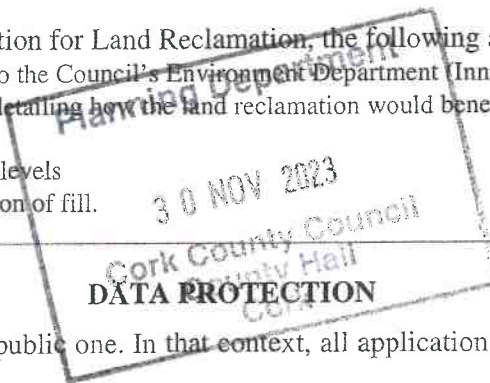 tion for Land Reclamation, the following
o the Council's Environment Department (Inn
detailing how the land reclamation would bene
levels
on of fill.
Planning Department
30 NOV 2023
Cork County Council
County Hall
Cork
DATA PROTECTION
public one. In that context, all application